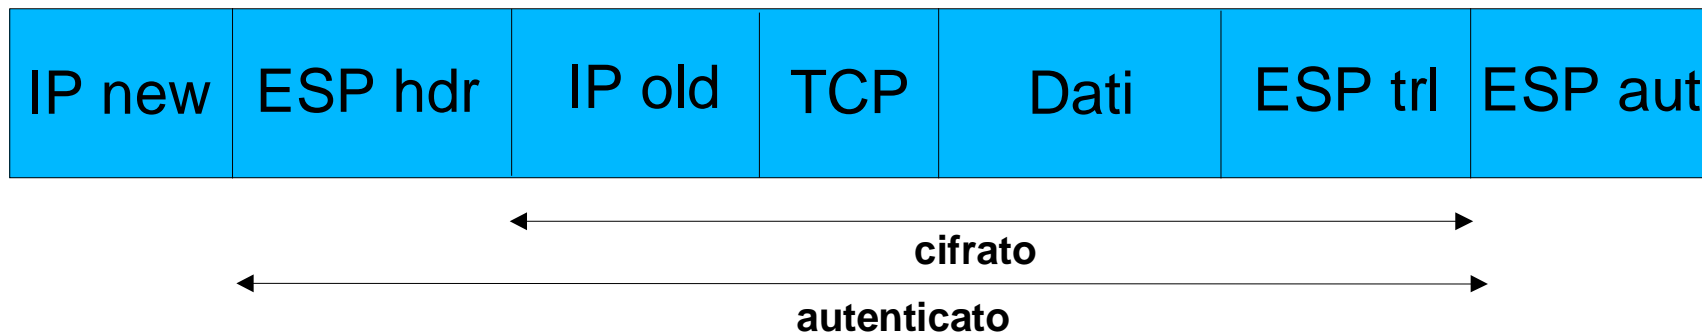 IP new ESP hdr IP old TCP Dati ESP trl ESP aut
cifrato
autenticato